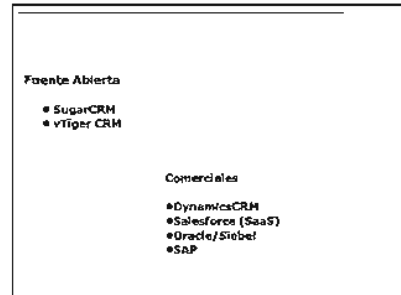 Fuente Abierta
• SugarCRM
• vTiger CRM
Comerciales
•DynamicsCRM
•Salesforce (SaaS)
•Oracle/Siebel
•SAP